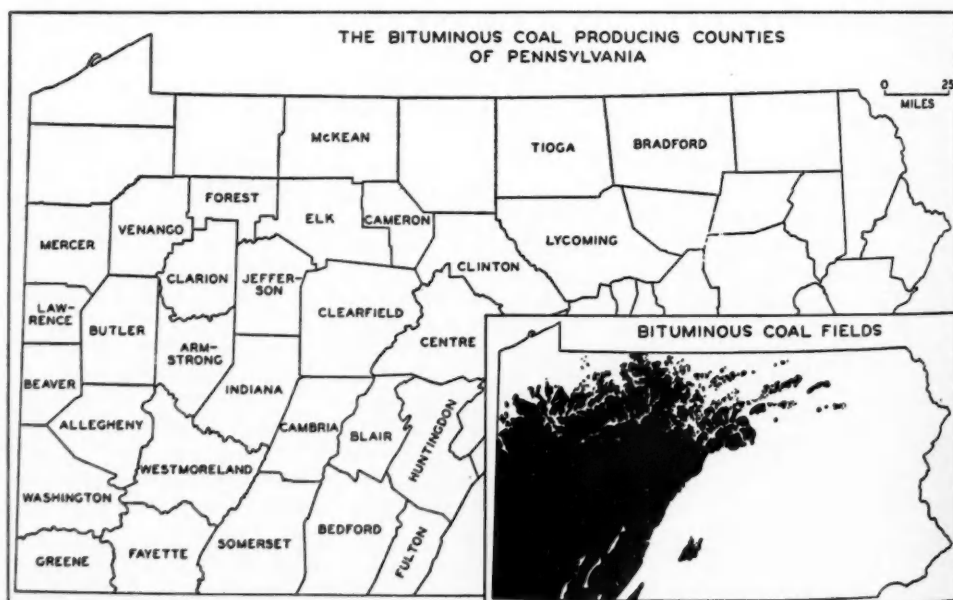 THE BITUMINOUS COAL PRODUCING COUNTIES
OF PENNSYLVANIA
0 25
MILES
McKEAN
TIOGA
BRADFORD
FOREST
VENANGO
ELK
CAMERON
MERCER
LYCOMING
CLARION
JEFFER-
SON
CLINTON
LAW-
RENCE
BUTLER
CLEARFIELD
ARM-
STRONG
CENTRE
BEAVER
INDIANA
ALLEGHENY
CAMBRIA
BLAIR
HUNTINGDON
WESTMORELAND
WASHINGTON
BEDFORD
SOMERSET
FAYETTE
GREENE
FULTON
BITUMINOUS COAL FIELDS